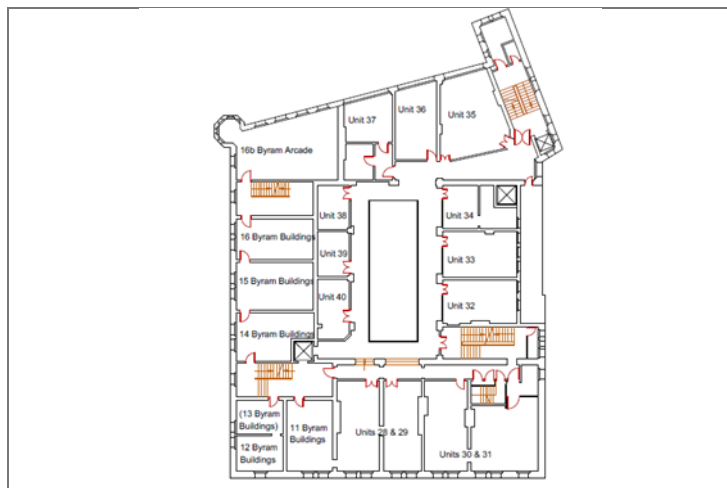 Unit 36
Unit 35
Unit 37
16b Byram Arcade
Unit 38
Unit 34
16 Byram Buildings
Unit 39
Unit 33
15 Byram Buildings
Unit 40
Unit 32
14 Byram Buildings
(13 Byram
Buildings)
12 Byram
Buildings
11 Byram
Buildings
Units 28 & 29
Units 30 & 31